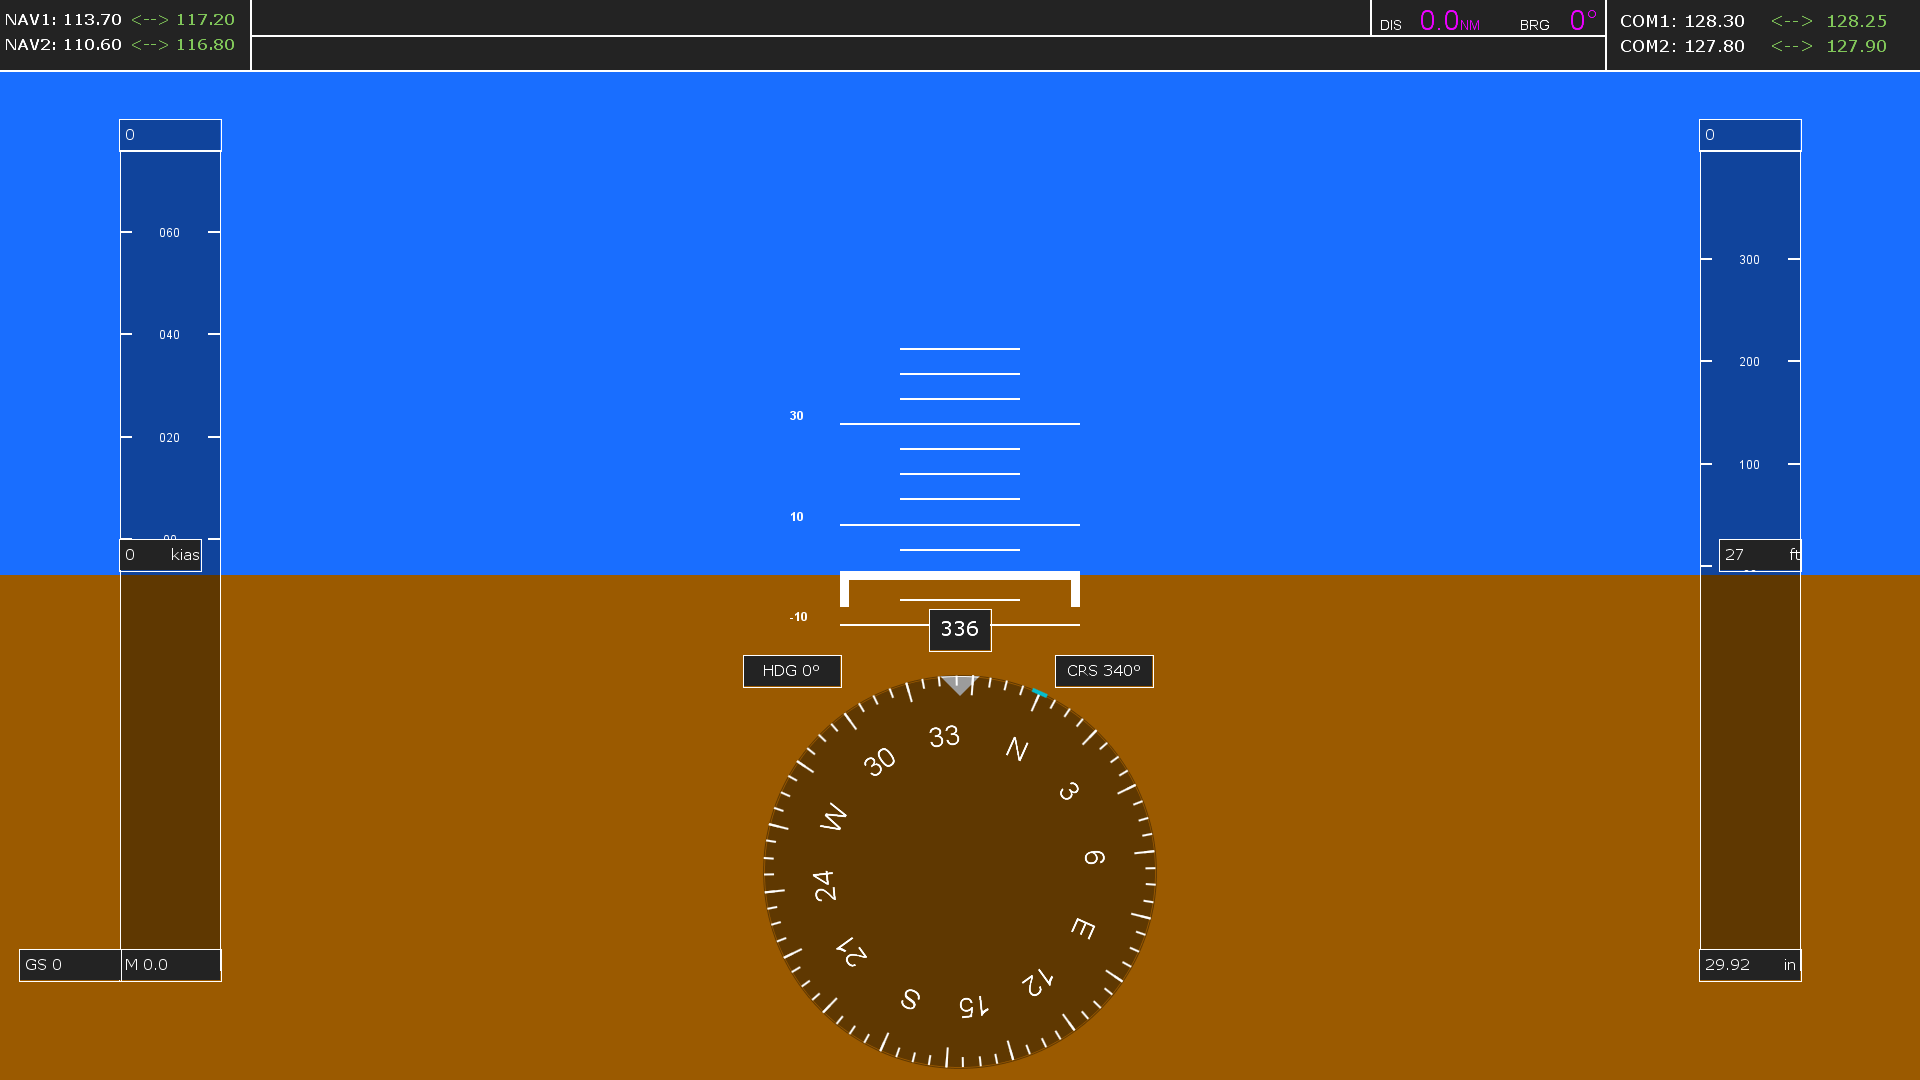 NAV1: 113.70 <--> 117.20
NAV2: 110.60 <--> 116.80
DIS 0.0NM BRG 0°
COM1: 128.30 <--> 128.25
COM2: 127.80 <--> 127.90
0
060
040
020
0 kias
GS 0
M 0.0
30
10
-10
336
HDG 0°
CRS 340°
33
N
3
6
E
12
15
S
21
24
W
30
0
300
200
100
27 ft
29.92 in